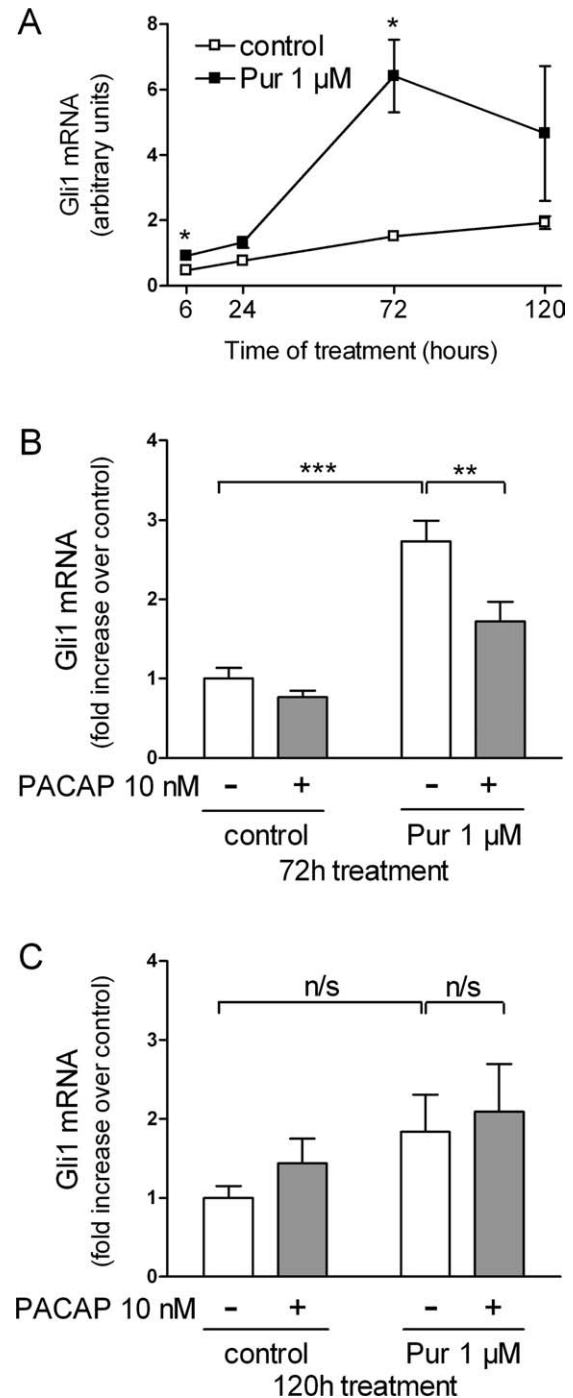 A
Gli1 mRNA
(arbitrary units)
8
6
4
2
0
control
Pur 1 µM
*
*
6 24 72 120
Time of treatment (hours)
B
Gli1 mRNA
(fold increase over control)
4
3
2
1
0
*** **
PACAP 10 nM - + - +
control Pur 1 µM
72h treatment
C
Gli1 mRNA
(fold increase over control)
4
3
2
1
0
n/s n/s
PACAP 10 nM - + - +
control Pur 1 µM
120h treatment